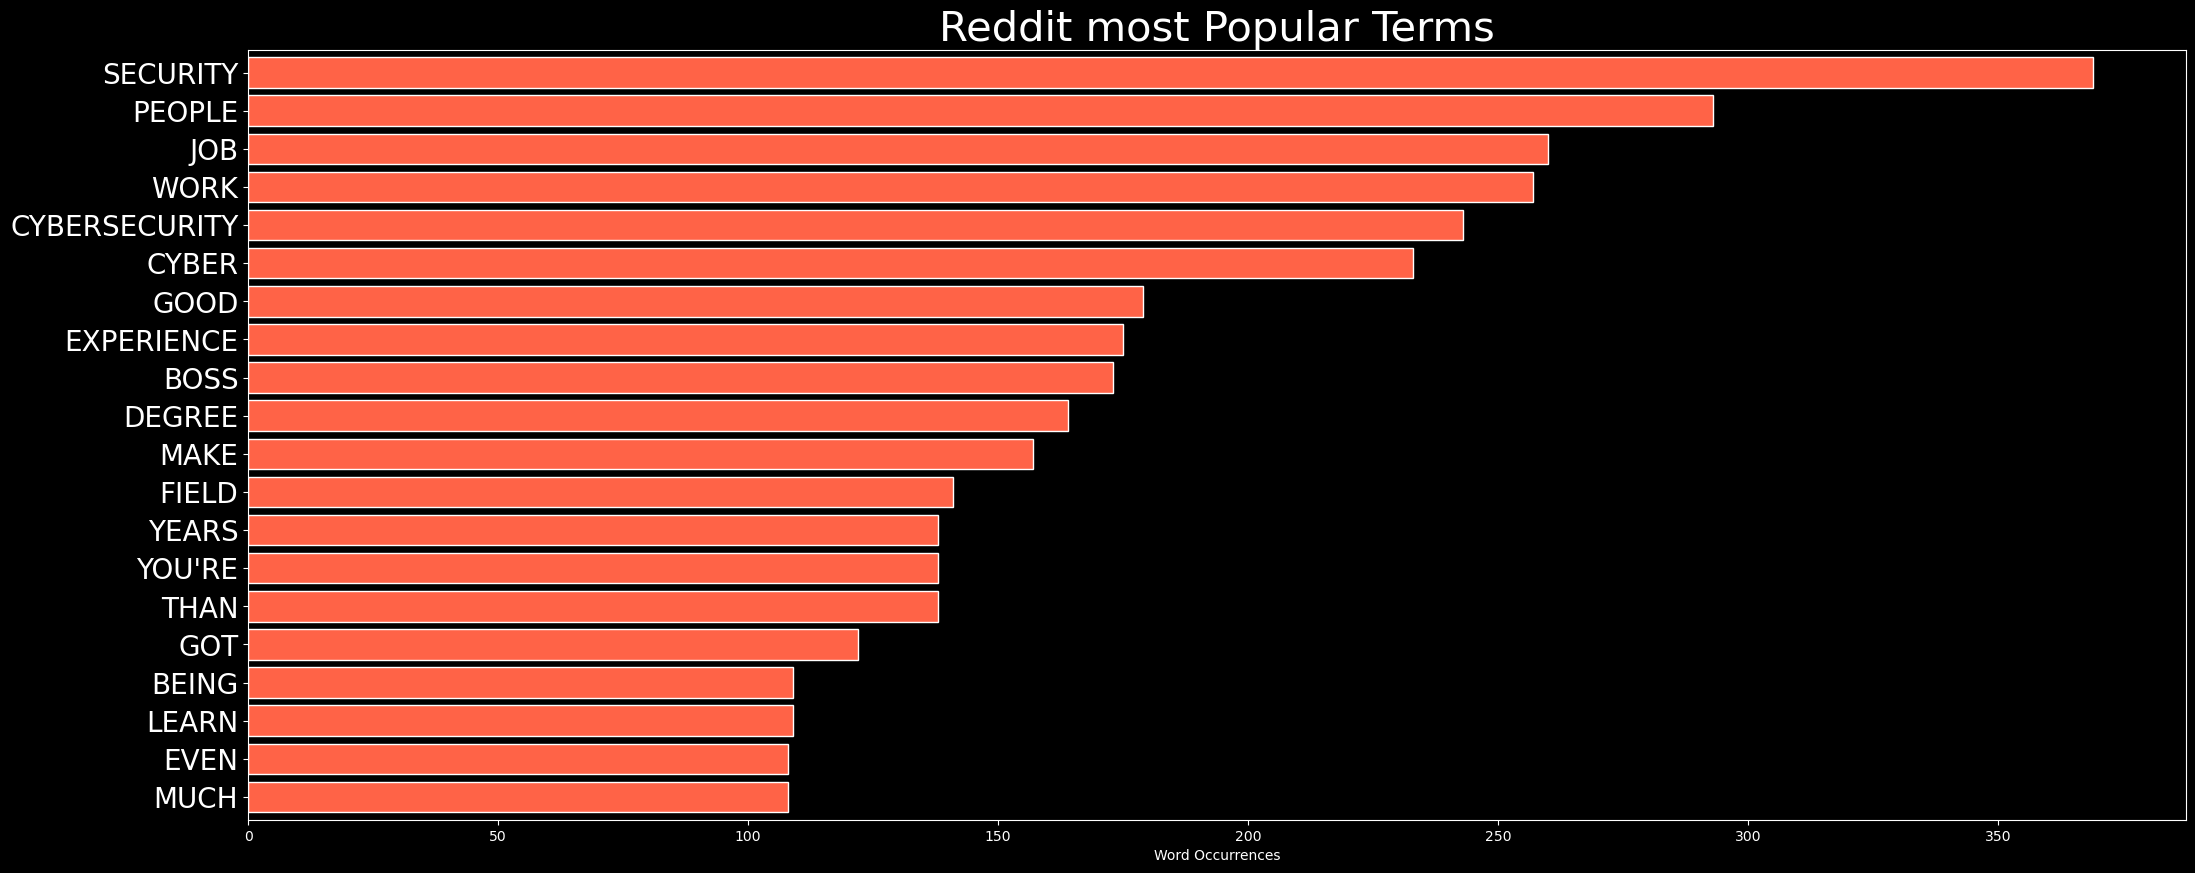 Reddit most Popular Terms
SECURITY
PEOPLE
JOB
WORK
CYBERSECURITY
CYBER
GOOD
EXPERIENCE
BOSS
DEGREE
MAKE
FIELD
YEARS
YOU'RE
THAN
GOT
BEING
LEARN
EVEN
MUCH
0 50 100 150 200 250 300 350
Word Occurrences